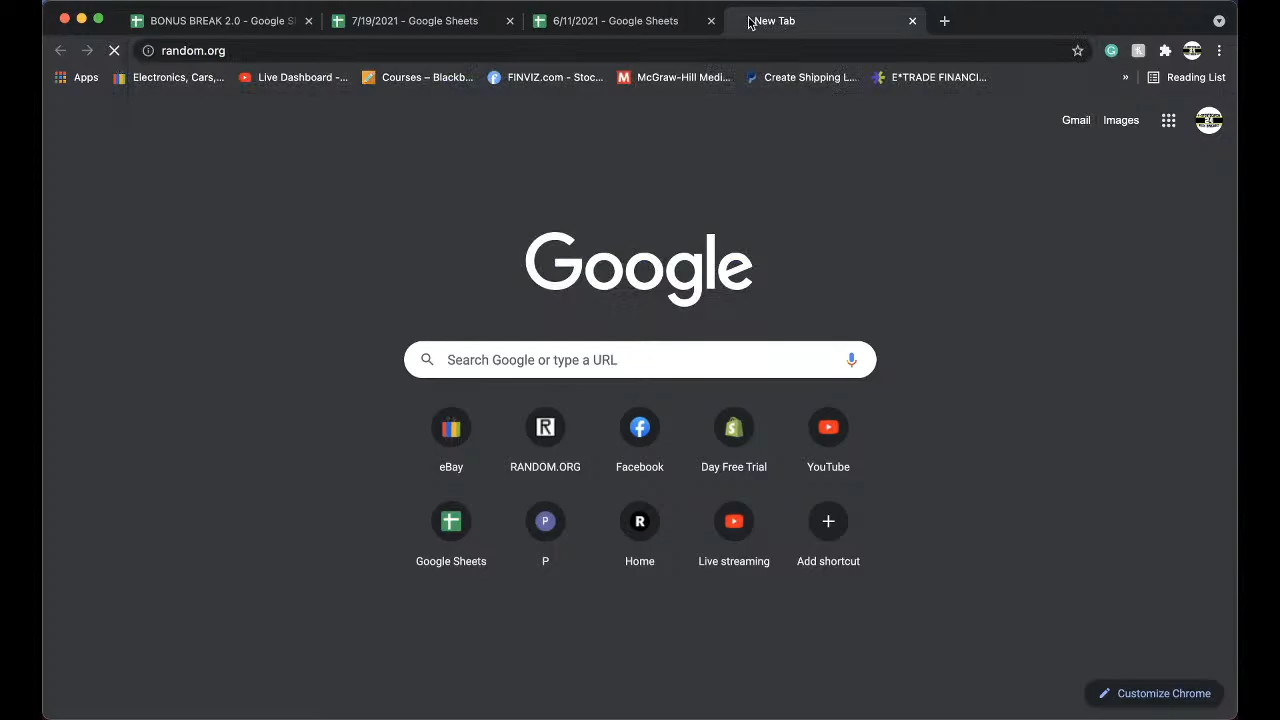 BONUS BREAK 2.0 - Google S
7/19/2021 - Google Sheets
6/11/2021 - Google Sheets
New Tab
random.org
Apps
Electronics, Cars,...
Live Dashboard -...
Courses – Blackb...
FINVIZ.com - Stoc...
McGraw-Hill Medi...
Create Shipping L...
E*TRADE FINANCI...
»
Reading List
Gmail
Images
Google
Search Google or type a URL
eBay
RANDOM.ORG
Facebook
Day Free Trial
YouTube
P
Google Sheets
P
Home
Live streaming
Add shortcut
Customize Chrome